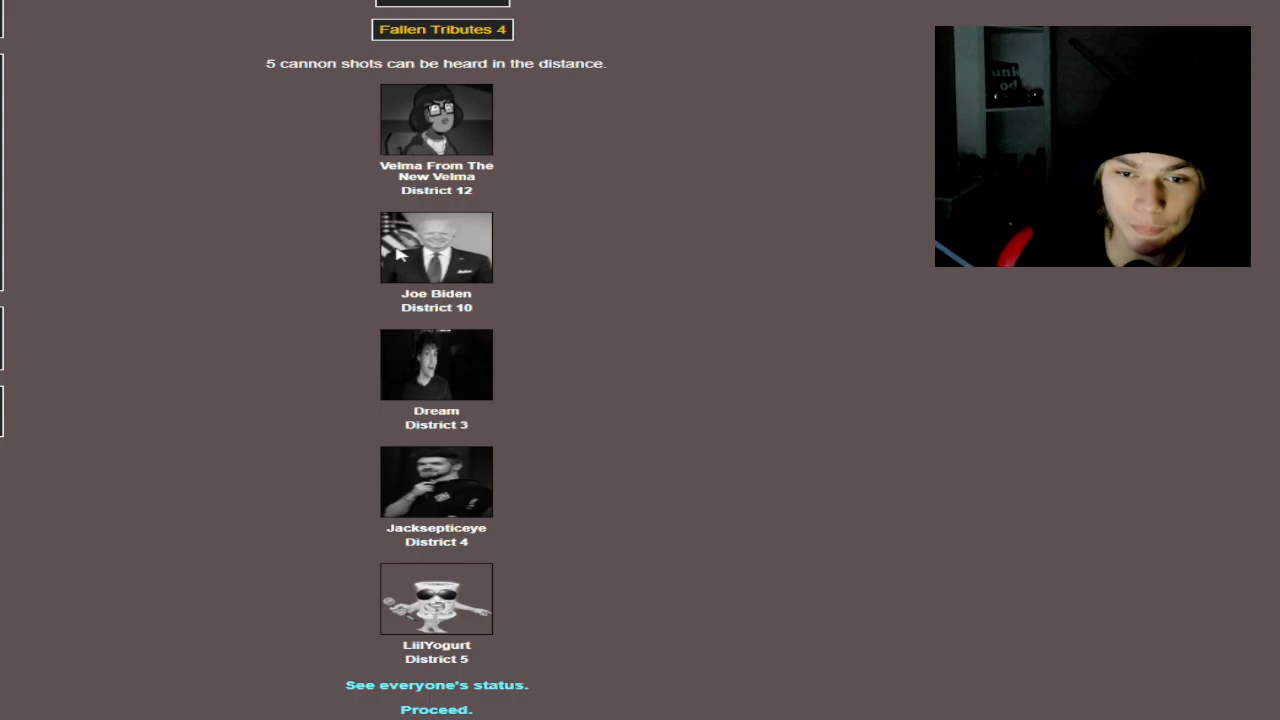 Fallen Tributes 4
5 cannon shots can be heard in the distance.
Velma From The
New Velma
District 12
Joe Biden
District 10
Dream
District 3
Jacksepticeye
District 4
LiilYogurt
District 5
See everyone's status.
Proceed.